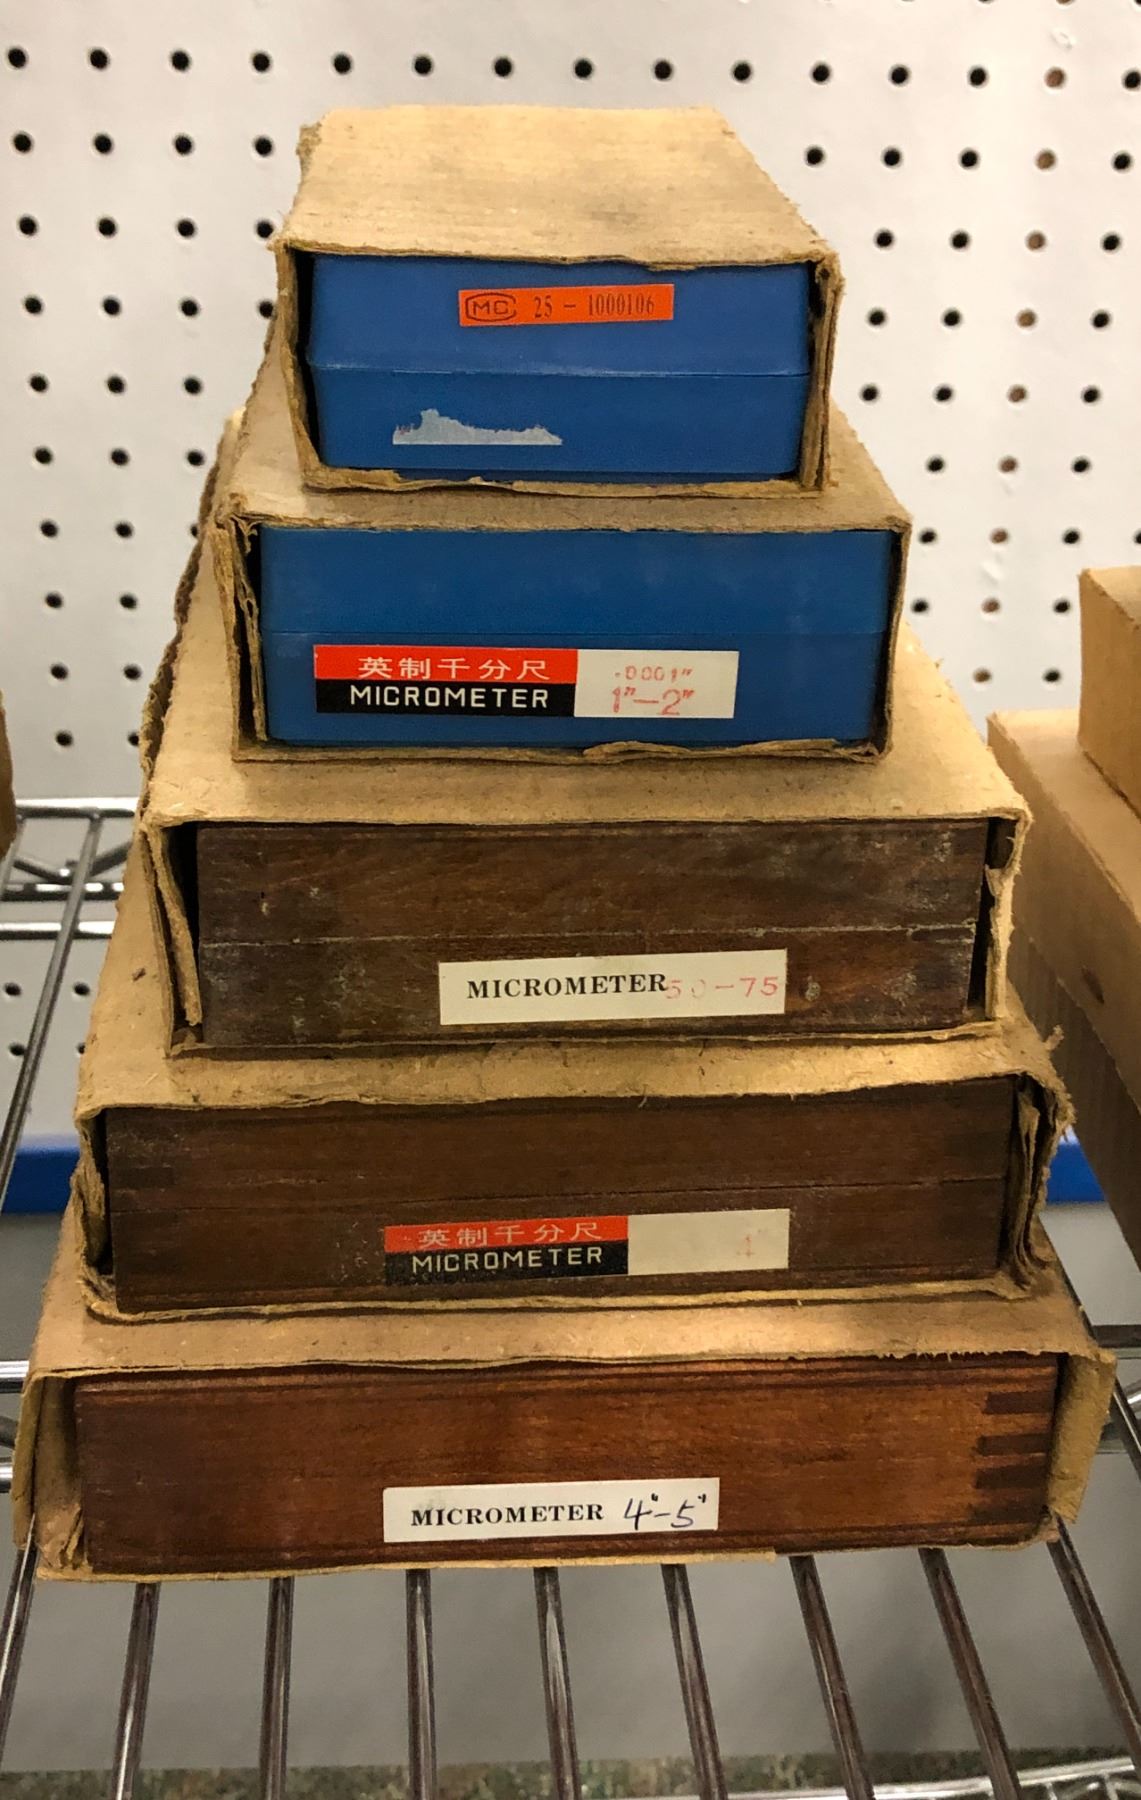 MC 25 - 1000106
英制千分尺
MICROMETER
.0001"
1"-2"
MICROMETER 50-75
英制千分尺
MICROMETER
4
MICROMETER 4"-5"